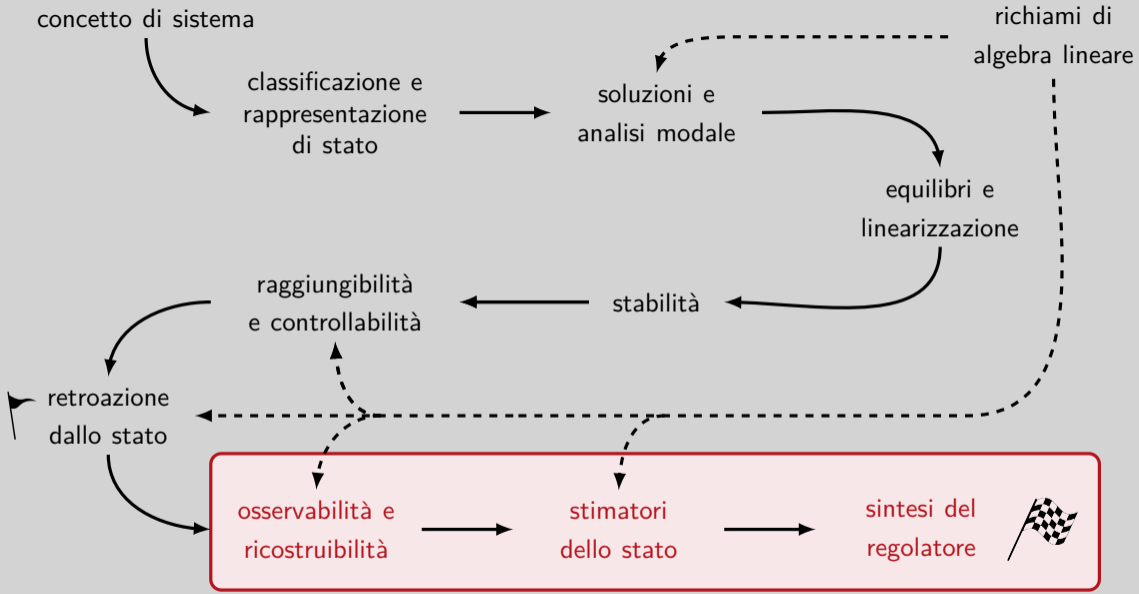 concetto di sistema
richiami di
algebra lineare
classificazione e
rappresentazione
di stato
soluzioni e
analisi modale
equilibri e
linearizzazione
stabilità
raggiungibilità
e controllabilità
retroazione
dallo stato
osservabilità e
ricostruibilità
stimatori
dello stato
sintesi del
regolatore